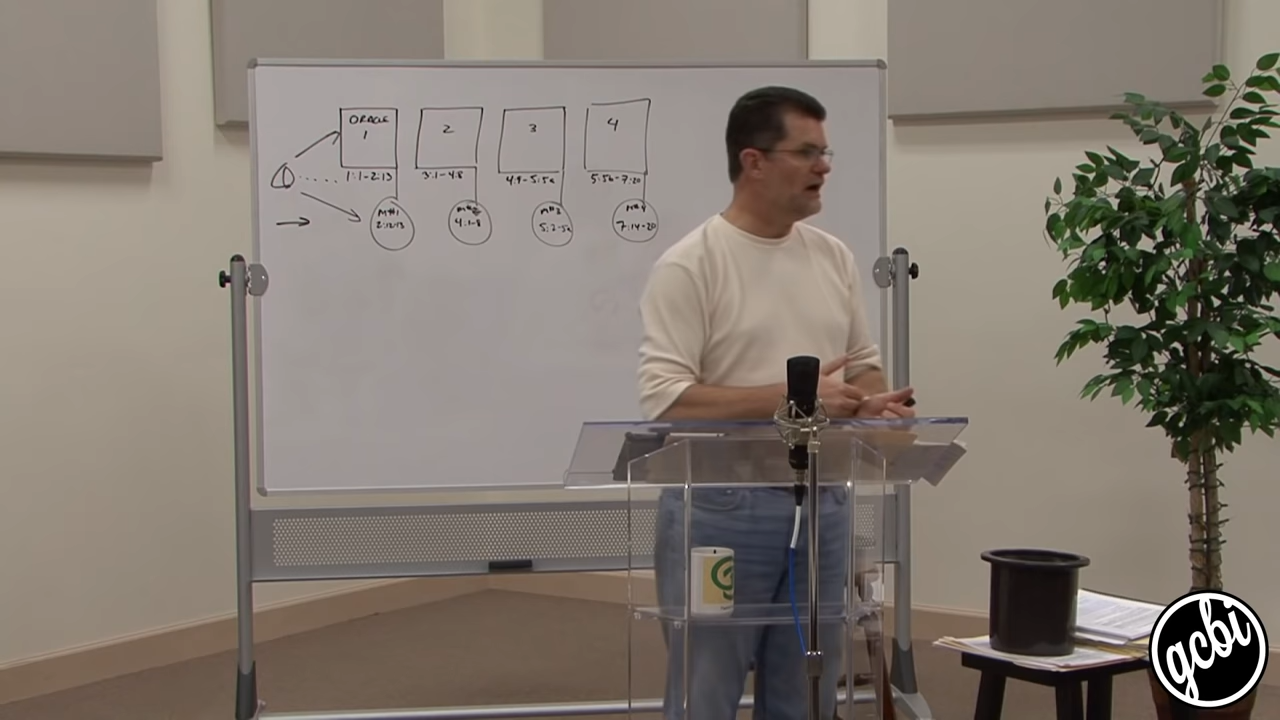 ORACLE
1
2
3
4
1:1-2:13
3:1-4:8
4:9-5:5a
5:5b-7:20
M#1
2:12-13
4:1-8
M#3
5:2-5a
M#4
7:14-20
gcbi